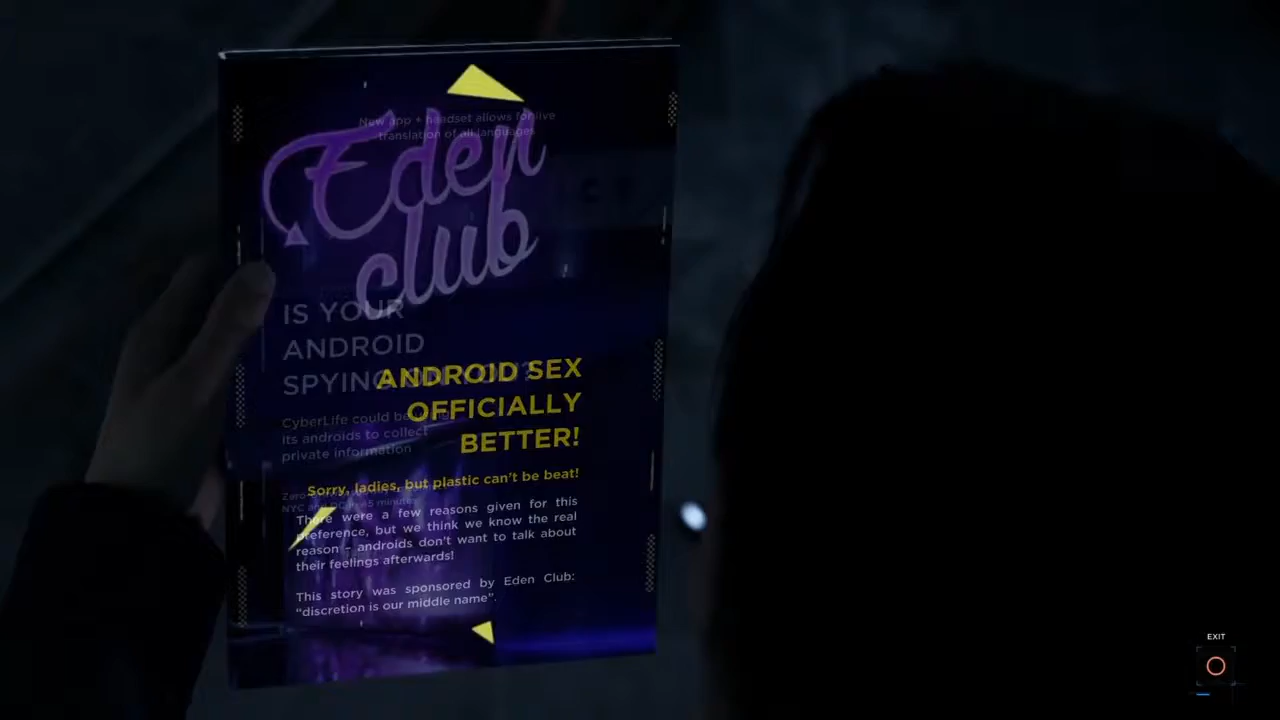 New app + headset allows for live
translation of all languages
Eden
club
IS YOUR
ANDROID
SPYING ON YOU?
ANDROID SEX
OFFICIALLY
BETTER!
CyberLife could be using
its androids to collect
private information
Sorry, ladies, but plastic can't be beat!
There were a few reasons given for this
preference, but we think we know the real
reason – androids don't want to talk about
their feelings afterwards!
This story was sponsored by Eden Club:
"discretion is our middle name".
EXIT